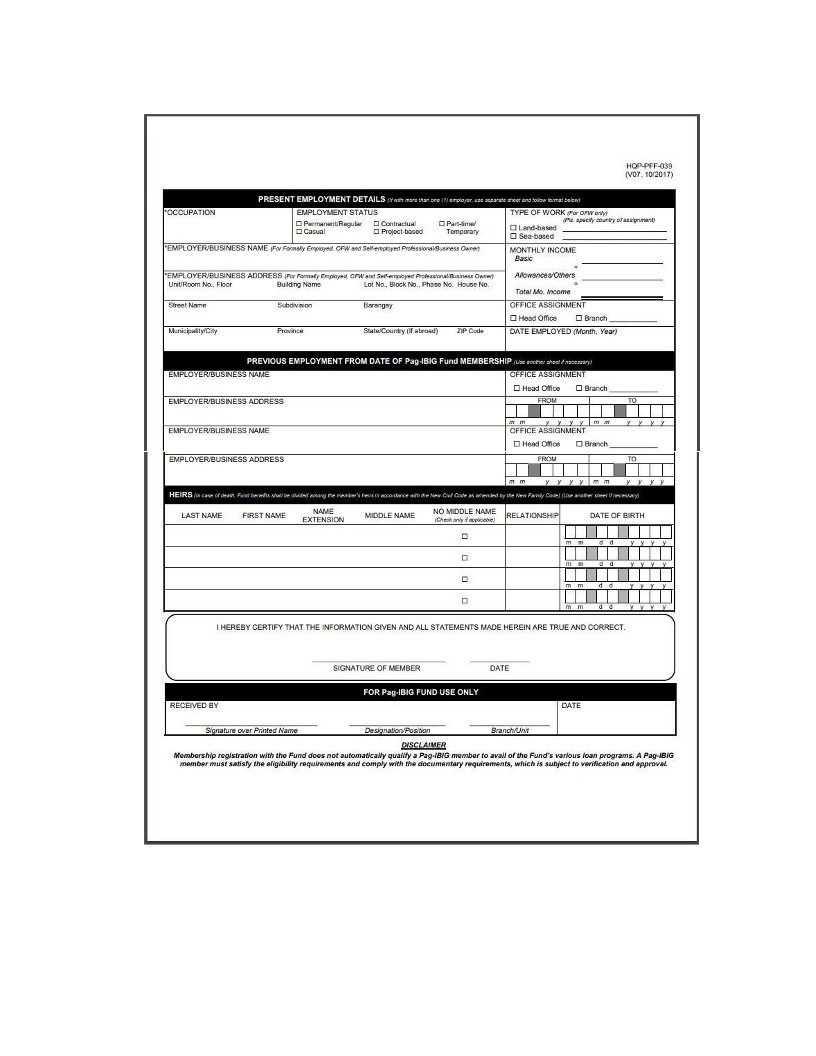 HQP-PFF-039
(V07, 10/2017)
PRESENT EMPLOYMENT DETAILS (If with more than one (1) employer, use separate sheet and follow format below)
*OCCUPATION
EMPLOYMENT STATUS
☐ Permanent/Regular ☐ Contractual ☐ Part-time/
☐ Casual ☐ Project-based Temporary
TYPE OF WORK (For OFW only)
(Pls. specify country of assignment)
☐ Land-based
☐ Sea-based
*EMPLOYER/BUSINESS NAME (For Formally Employed, OFW and Self-employed Professional/Business Owner)
MONTHLY INCOME
Basic
+
Allowances/Others
=
Total Mo. Income
*EMPLOYER/BUSINESS ADDRESS (For Formally Employed, OFW and Self-employed Professional/Business Owner)
Unit/Room No., Floor Building Name Lot No., Block No., Phase No. House No.
Street Name Subdivision Barangay
OFFICE ASSIGNMENT
☐ Head Office ☐ Branch ____________
Municipality/City Province State/Country (If abroad) ZIP Code
DATE EMPLOYED (Month, Year)
PREVIOUS EMPLOYMENT FROM DATE OF Pag-IBIG Fund MEMBERSHIP (Use another sheet if necessary)
EMPLOYER/BUSINESS NAME
OFFICE ASSIGNMENT
☐ Head Office ☐ Branch ____________
EMPLOYER/BUSINESS ADDRESS
FROM TO
m m y y y y m m y y y y
EMPLOYER/BUSINESS NAME
OFFICE ASSIGNMENT
☐ Head Office ☐ Branch ____________
EMPLOYER/BUSINESS ADDRESS
FROM TO
m m y y y y m m y y y y
HEIRS (In case of death, Fund benefits shall be divided among the member's heirs in accordance with the New Civil Code as amended by the New Family Code) (Use another sheet if necessary)
LAST NAME FIRST NAME NAME EXTENSION MIDDLE NAME NO MIDDLE NAME (Check only if applicable) RELATIONSHIP DATE OF BIRTH
☐
m m d d y y y y
☐
m m d d y y y y
☐
m m d d y y y y
☐
m m d d y y y y
I HEREBY CERTIFY THAT THE INFORMATION GIVEN AND ALL STATEMENTS MADE HEREIN ARE TRUE AND CORRECT.
SIGNATURE OF MEMBER DATE
FOR Pag-IBIG FUND USE ONLY
RECEIVED BY DATE
Signature over Printed Name Designation/Position Branch/Unit
DISCLAIMER
Membership registration with the Fund does not automatically qualify a Pag-IBIG member to avail of the Fund's various loan programs. A Pag-IBIG
member must satisfy the eligibility requirements and comply with the documentary requirements, which is subject to verification and approval.